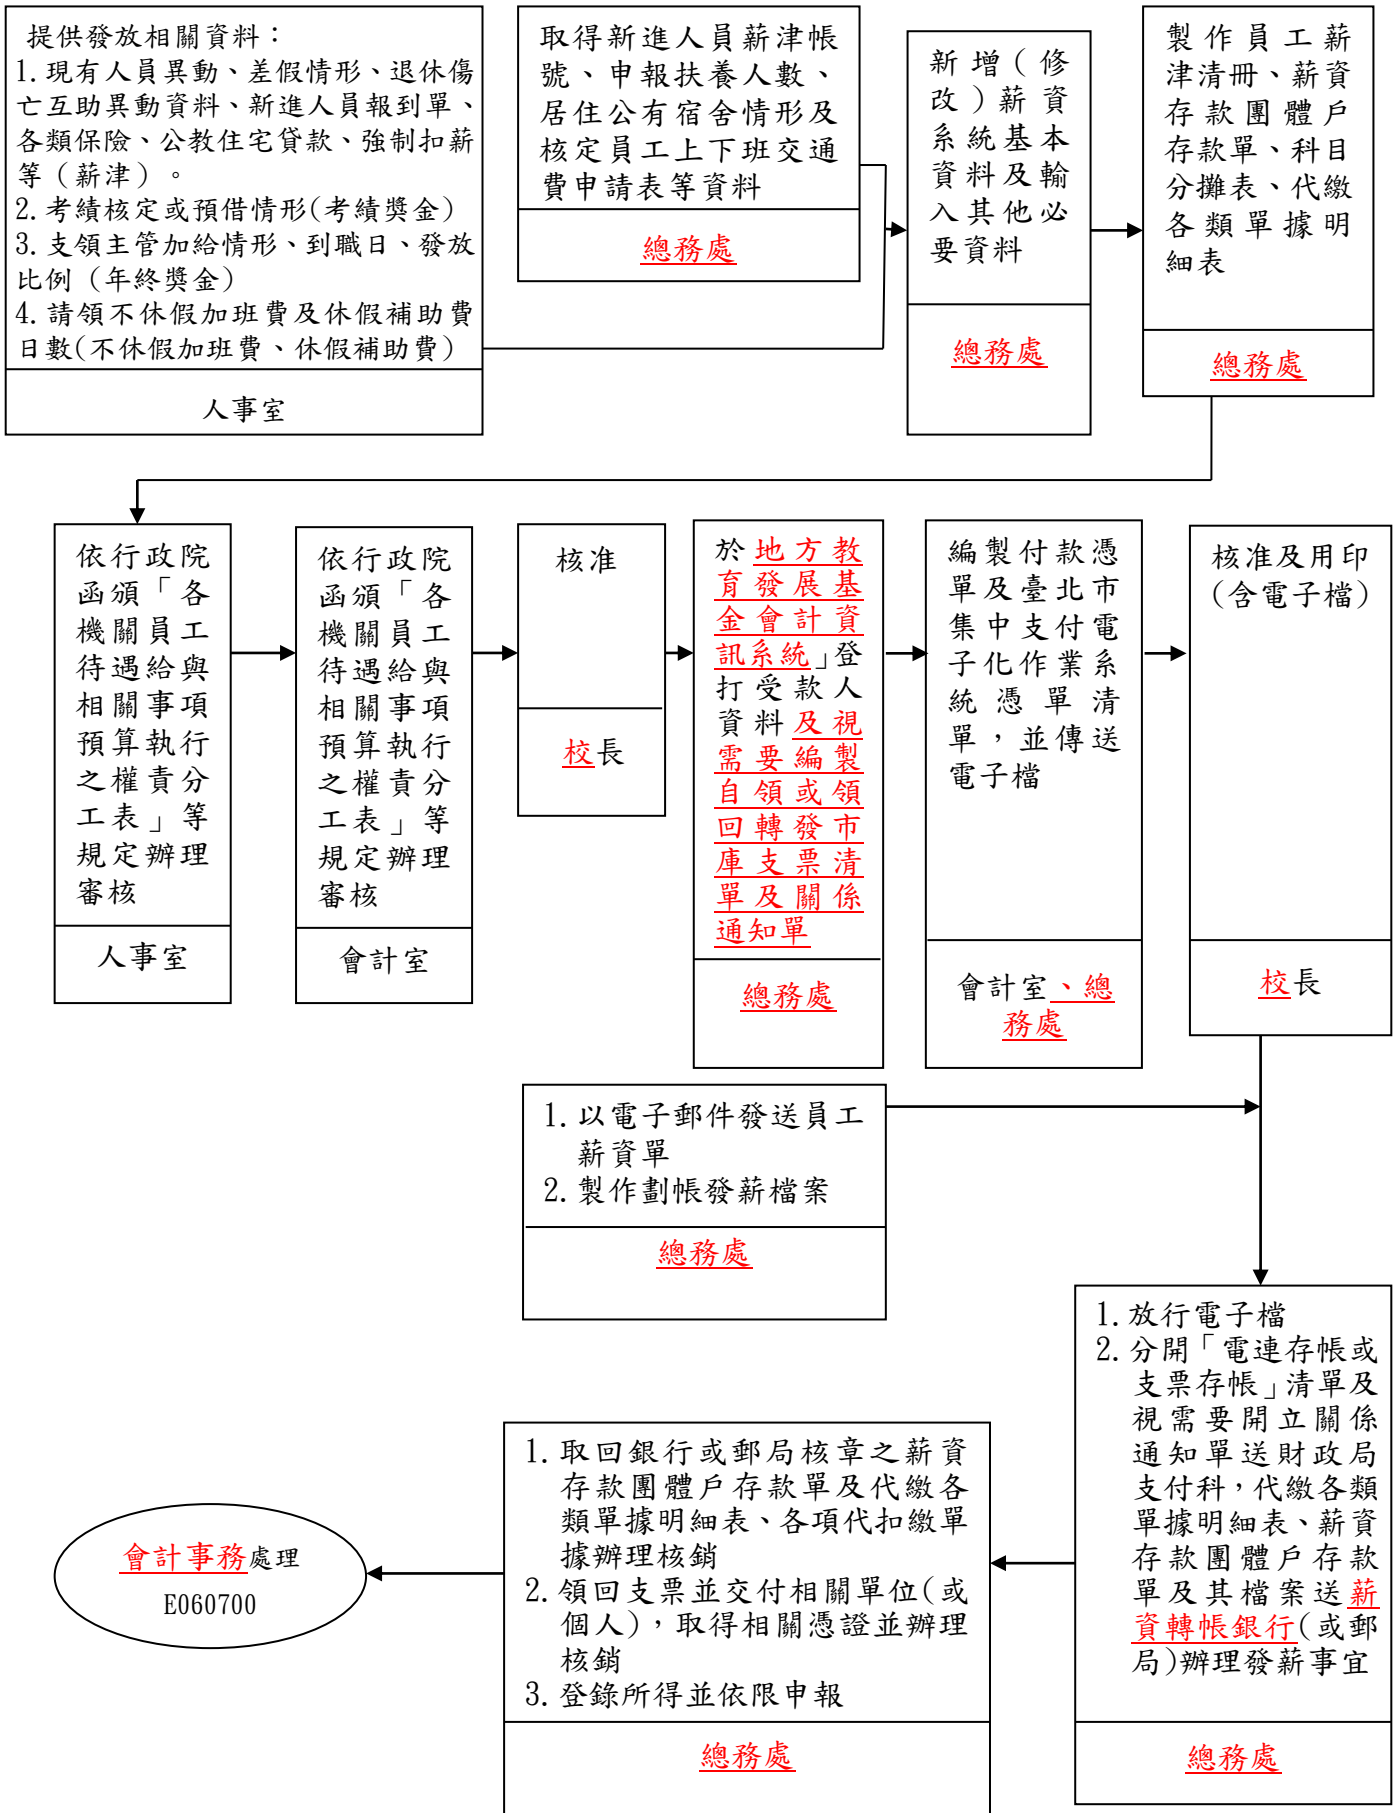 提供發放相關資料：
1.現有人員異動、差假情形、退休傷
亡互助異動資料、新進人員報到單、
各類保險、公教住宅貸款、強制扣薪
等（薪津）。
2.考績核定或預借情形(考績獎金)
3.支領主管加給情形、到職日、發放
比例（年終獎金）
4.請領不休假加班費及休假補助費
日數(不休假加班費、休假補助費)
人事室
取得新進人員薪津帳
號、申報扶養人數、
居住公有宿舍情形及
核定員工上下班交通
費申請表等資料
總務處
新增（修
改）薪資
系統基本
資料及輸
入其他必
要資料
總務處
製作員工薪
津清冊、薪資
存款團體戶
存款單、科目
分攤表、代繳
各類單據明
細表
總務處
依行政院
函頒「各
機關員工
待遇給與
相關事項
預算執行
之權責分
工表」等
規定辦理
審核
人事室
依行政院
函頒「各
機關員工
待遇給與
相關事項
預算執行
之權責分
工表」等
規定辦理
審核
會計室
核准
校長
於地方教
育發展基
金會計資
訊系統」登
打受款人
資料及視
需要編製
自領或領
回轉發市
庫支票清
單及關係
通知單
總務處
編製付款憑
單及臺北市
集中支付電
子化作業系
統憑單清
單，並傳送
電子檔
會計室、總
務處
核准及用印
(含電子檔)
校長
1.以電子郵件發送員工
薪資單
2.製作劃帳發薪檔案
總務處
1.放行電子檔
2.分開「電連存帳或
支票存帳」清單及
視需要開立關係
通知單送財政局
支付科，代繳各類
單據明細表、薪資
存款團體戶存款
單及其檔案送薪
資轉帳銀行(或郵
局)辦理發薪事宜
總務處
1.取回銀行或郵局核章之薪資
存款團體戶存款單及代繳各
類單據明細表、各項代扣繳單
據辦理核銷
2.領回支票並交付相關單位(或
個人)，取得相關憑證並辦理
核銷
3.登錄所得並依限申報
總務處
會計事務處理
E060700